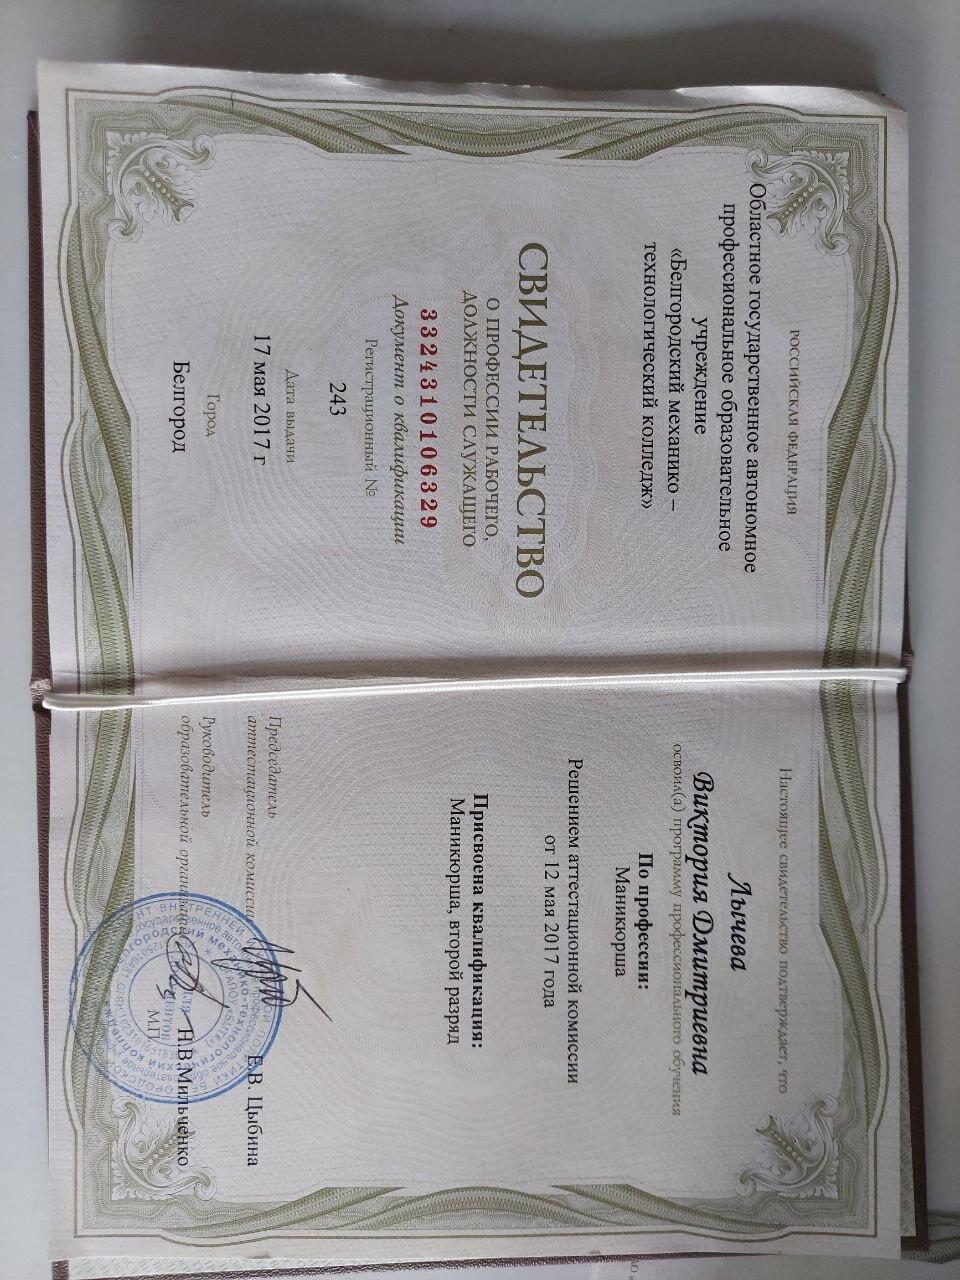 РОССИЙСКАЯ ФЕДЕРАЦИЯ
Областное государственное автономное
профессиональное образовательное
учреждение
«Белгородский механико –
технологический колледж»
СВИДЕТЕЛЬСТВО
О ПРОФЕССИИ РАБОЧЕГО,
ДОЛЖНОСТИ СЛУЖАЩЕГО
332431010106329
Документ о квалификации
Регистрационный №
243
Дата выдачи
17 мая 2017 г
Город
Белгород
Настоящее свидетельство подтверждает, что
Лычева
Виктория Дмитриевна
освоил(а) программу профессионального обучения
По профессии:
Маникюрша
Решением аттестационной комиссии
от 12 мая 2017 года
Присвоена квалификация:
Маникюрша, второй разряд
Председатель
аттестационной комиссии
Е.В. Цыбина
Руководитель
образовательной организации
Н.В.Мильченко
М.П.